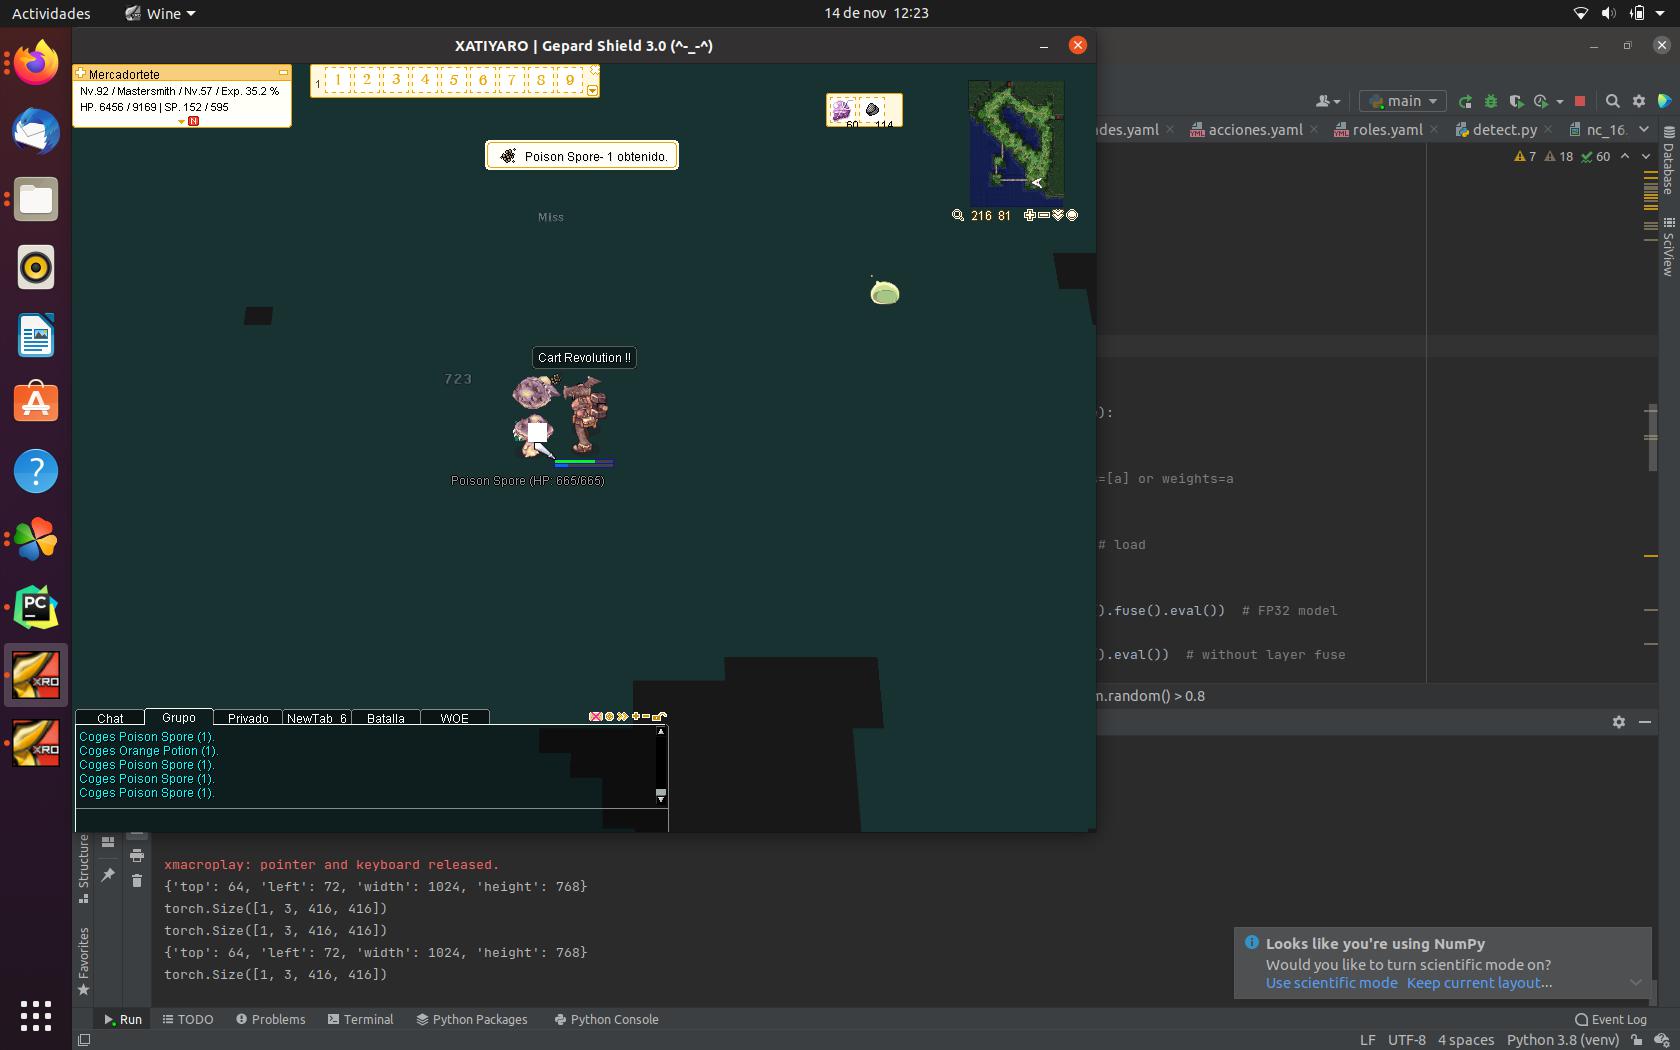 Actividades
Wine
14 de nov 12:23
XATIYARO | Gepard Shield 3.0 (^-_-^)
Mercadortete
Nv.92 / Mastersmith / Nv.57 / Exp. 35.2 %
HP. 6456 / 9169 | SP. 152 / 595
N
1 1 2 3 4 5 6 7 8 9
60 114
Poison Spore- 1 obtenido.
Miss
216 81
Cart Revolution !!
723
Poison Spore (HP: 665/665)
Chat Grupo Privado NewTab_6 Batalla WOE
Coges Poison Spore (1).
Coges Orange Potion (1).
Coges Poison Spore (1).
Coges Poison Spore (1).
Coges Poison Spore (1).
main
des.yaml acciones.yaml roles.yaml detect.py nc_16.
7 18 60
Database
SciView
):
=[a] or weights=a
# load
).fuse().eval()) # FP32 model
).eval()) # without layer fuse
m.random() > 0.8
PC
XRO
XRO
Structure
Favorites
xmacroplay: pointer and keyboard released.
{'top': 64, 'left': 72, 'width': 1024, 'height': 768}
torch.Size([1, 3, 416, 416])
torch.Size([1, 3, 416, 416])
{'top': 64, 'left': 72, 'width': 1024, 'height': 768}
torch.Size([1, 3, 416, 416])
Looks like you're using NumPy
Would you like to turn scientific mode on?
Use scientific mode Keep current layout...
Run TODO Problems Terminal Python Packages Python Console Event Log
LF UTF-8 4 spaces Python 3.8 (venv)